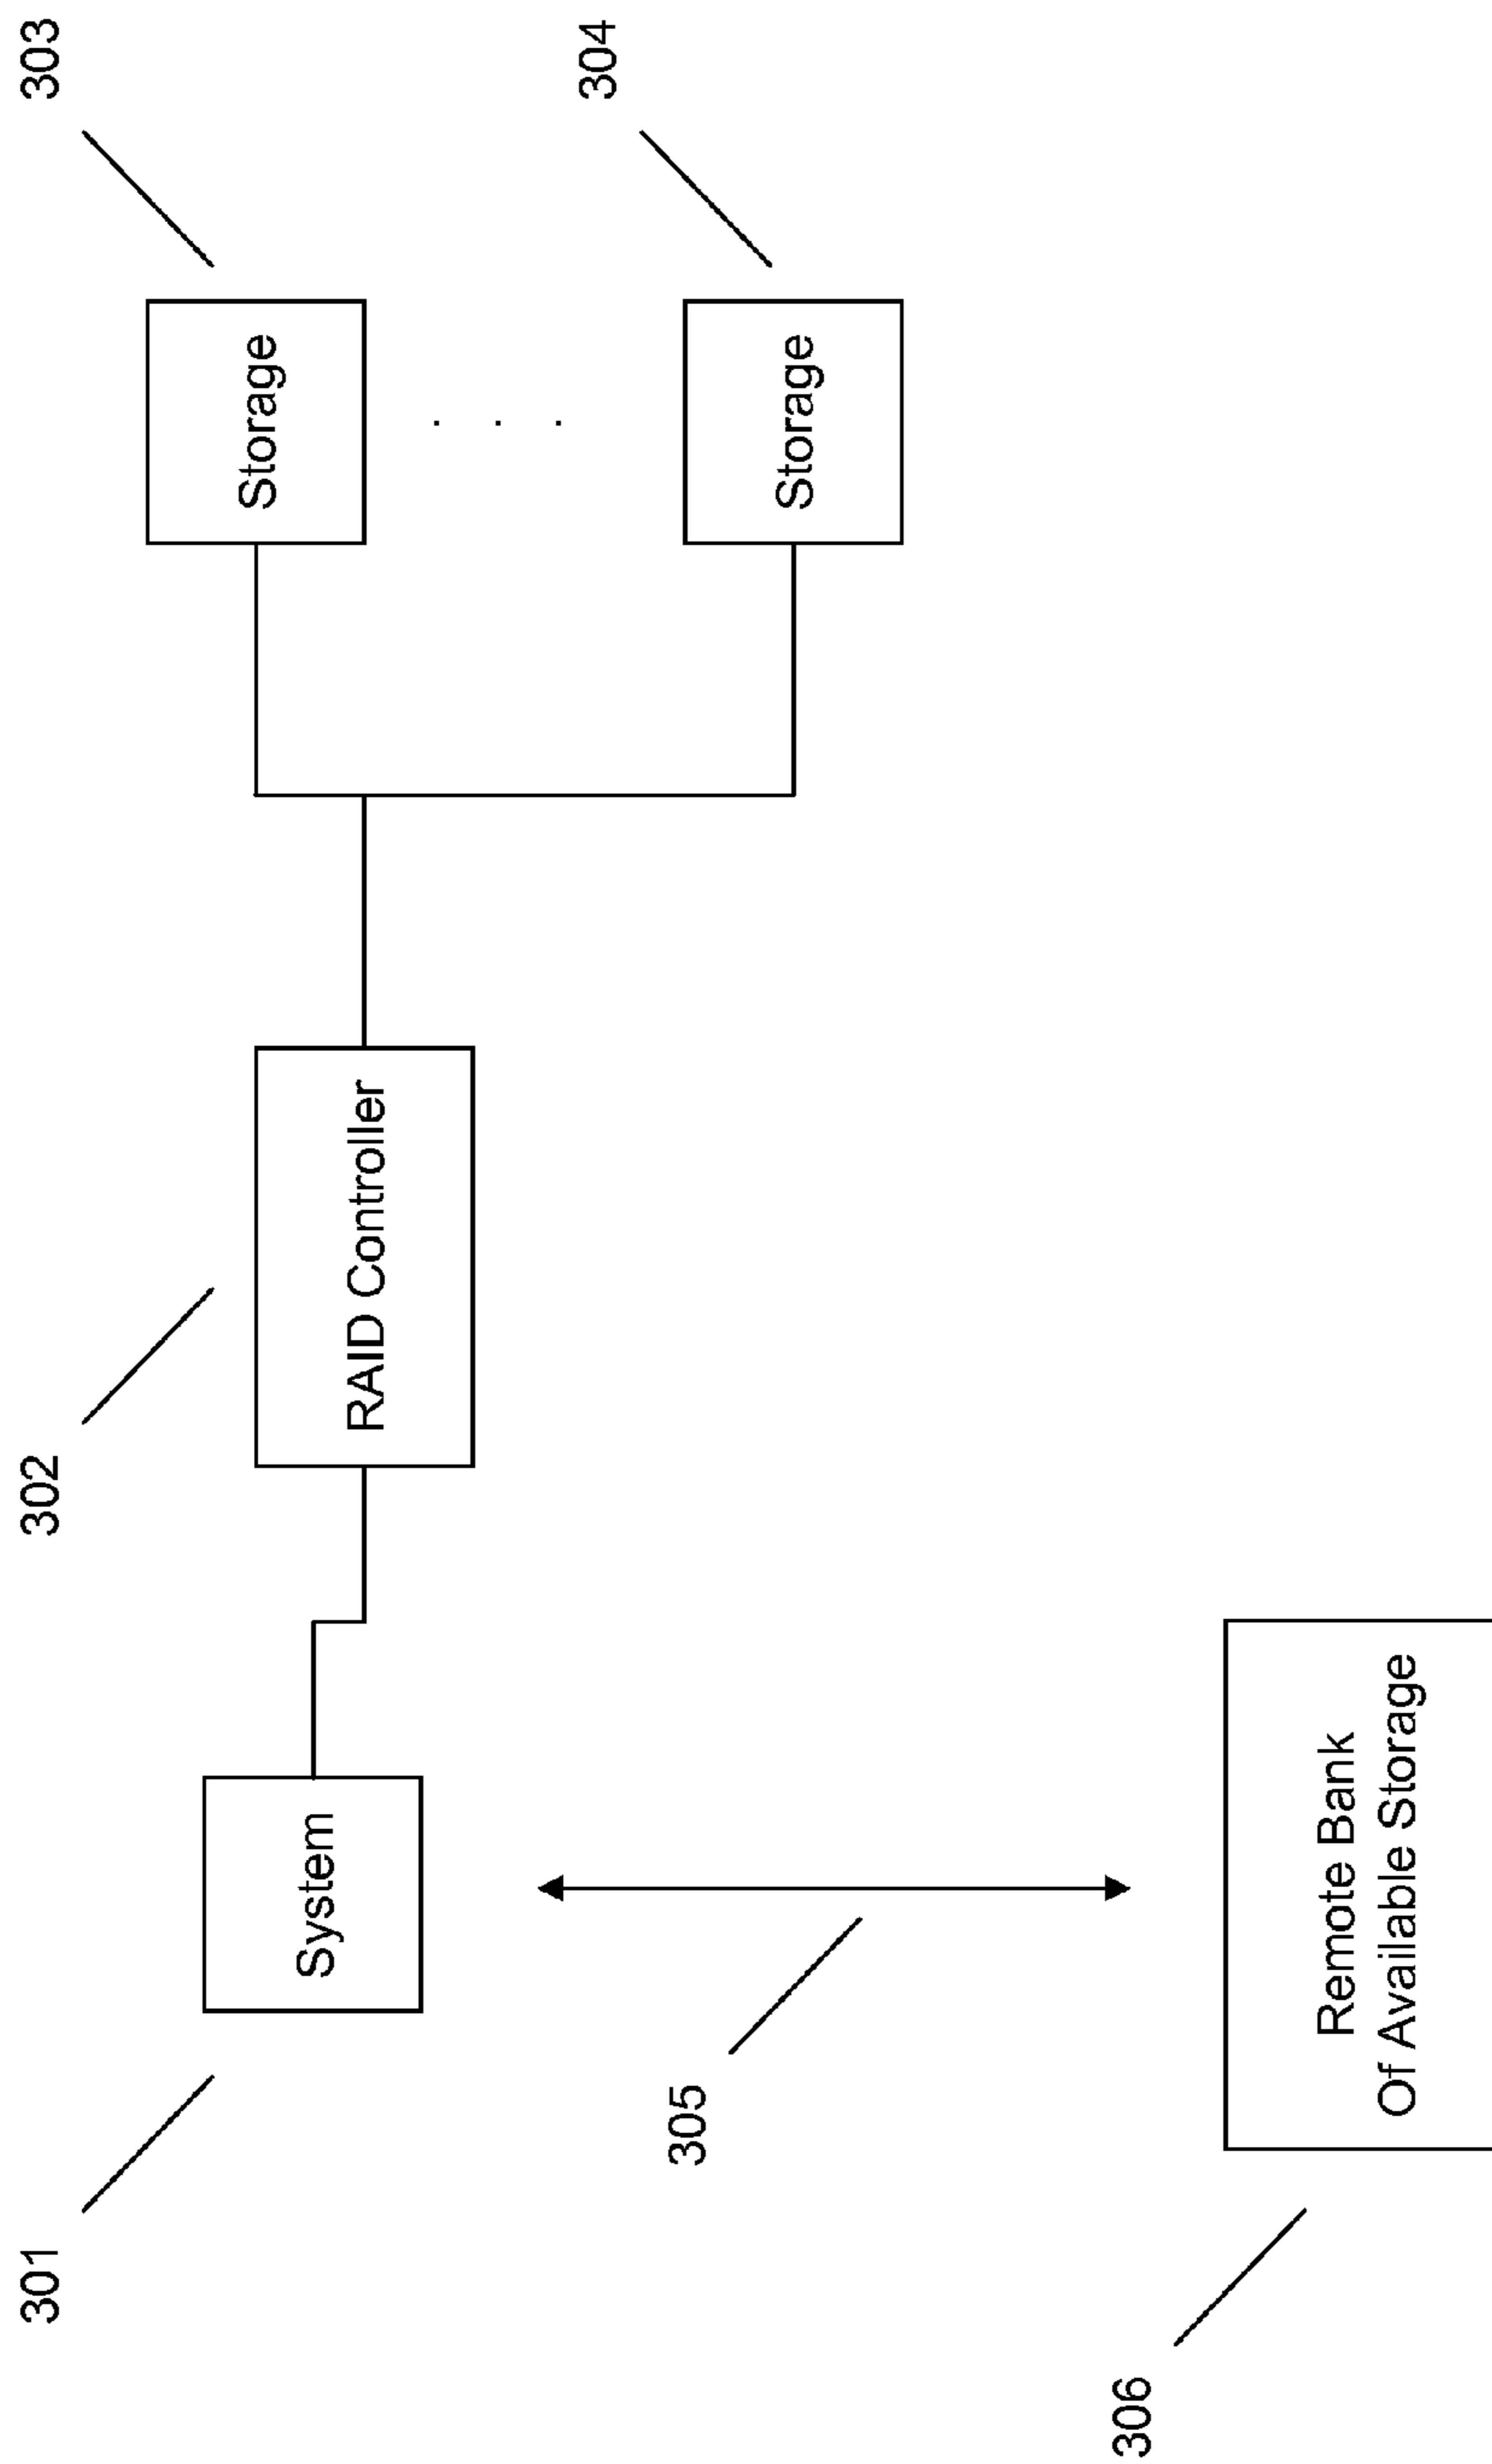 301
302
303
System
RAID Controller
Storage
. . .
304
Storage
305
306
Remote Bank
Of Available Storage